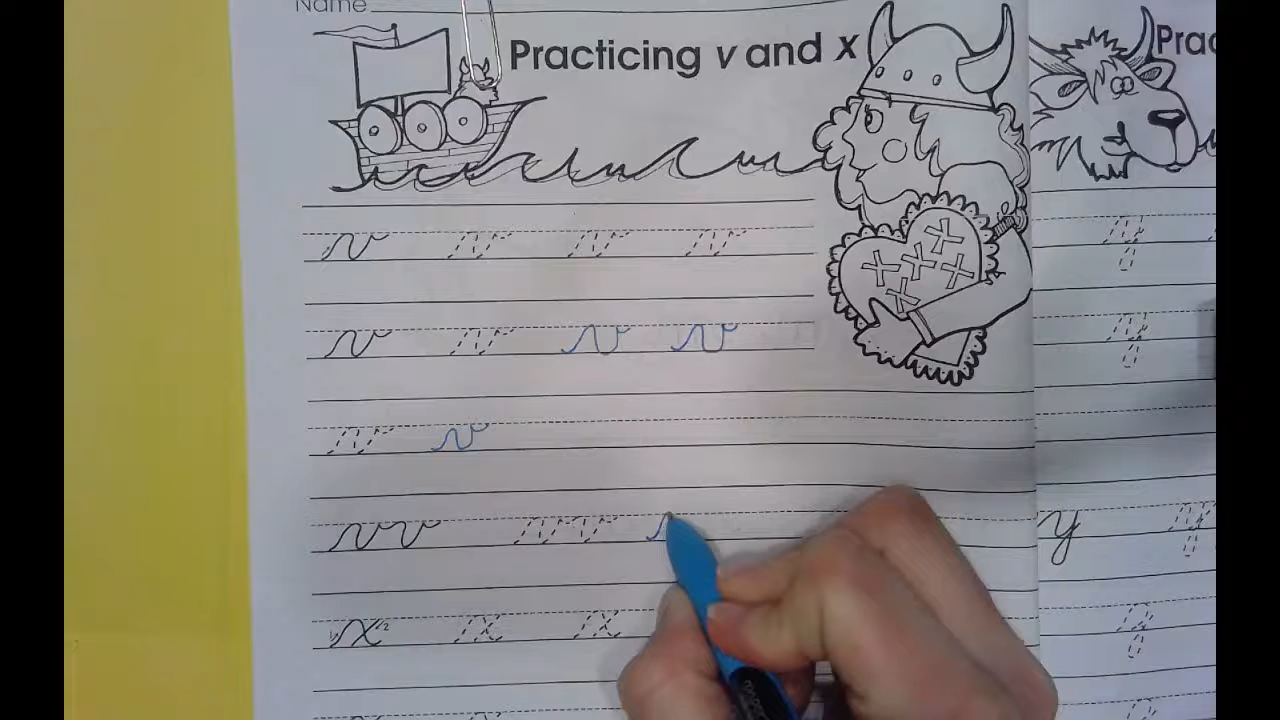 Name
Practicing v and x
Prac
v v v v
v v v v
v v
vv vv
x x x
y y
y
y
y